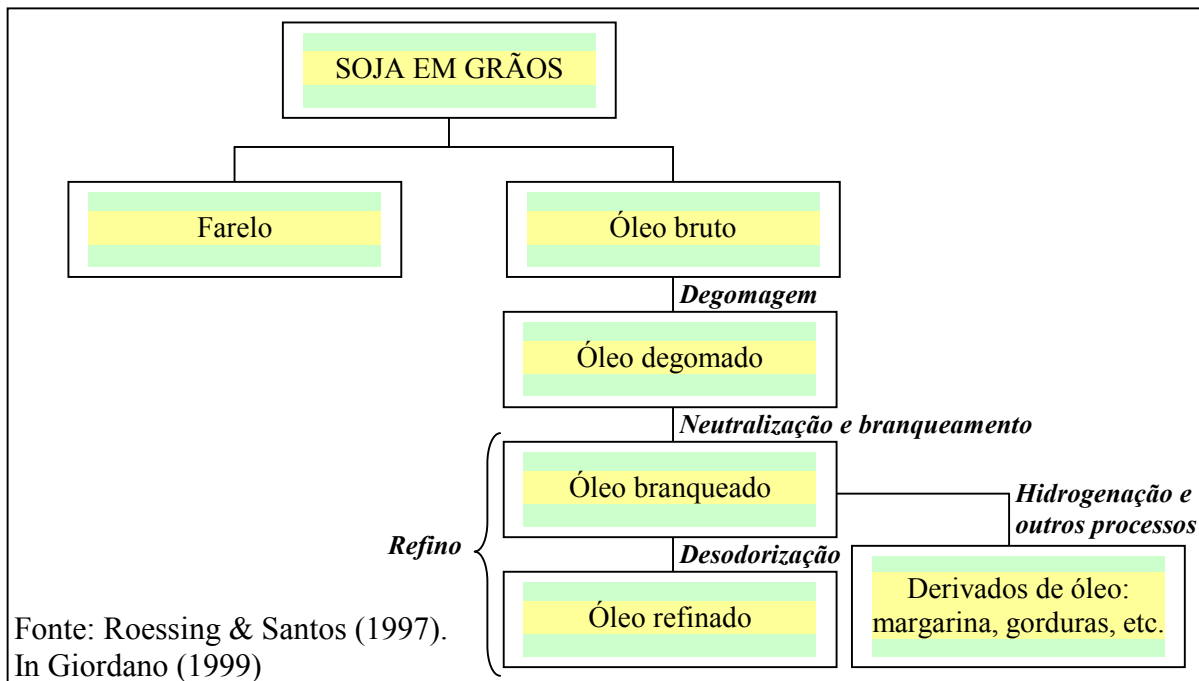 SOJA EM GRÃOS
Farelo
Óleo bruto
Degomagem
Óleo degomado
Neutralização e branqueamento
Óleo branqueado
Hidrogenação e
outros processos
Refino
Desodorização
Óleo refinado
Derivados de óleo:
margarina, gorduras, etc.
Fonte: Roessing & Santos (1997).
In Giordano (1999)